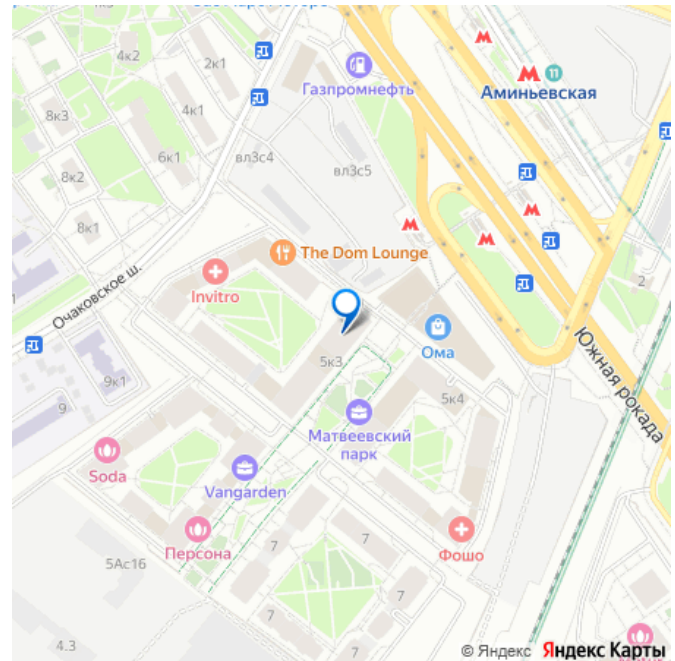 4к2
2к1
8к3
4к1
6к1
8к2
8к1
вл3с4
вл3с5
Газпромнефть
11
Аминьевская
The Dom Lounge
Invitro
Очаковское ш.
2
Ома
Южная рокада
5к3
9к1
9
5к4
Матвеевский
парк
Soda
Vangarden
Персона
Фошо
7
7
7
7
5Ас16
4.3
© Яндекс Яндекс Карты